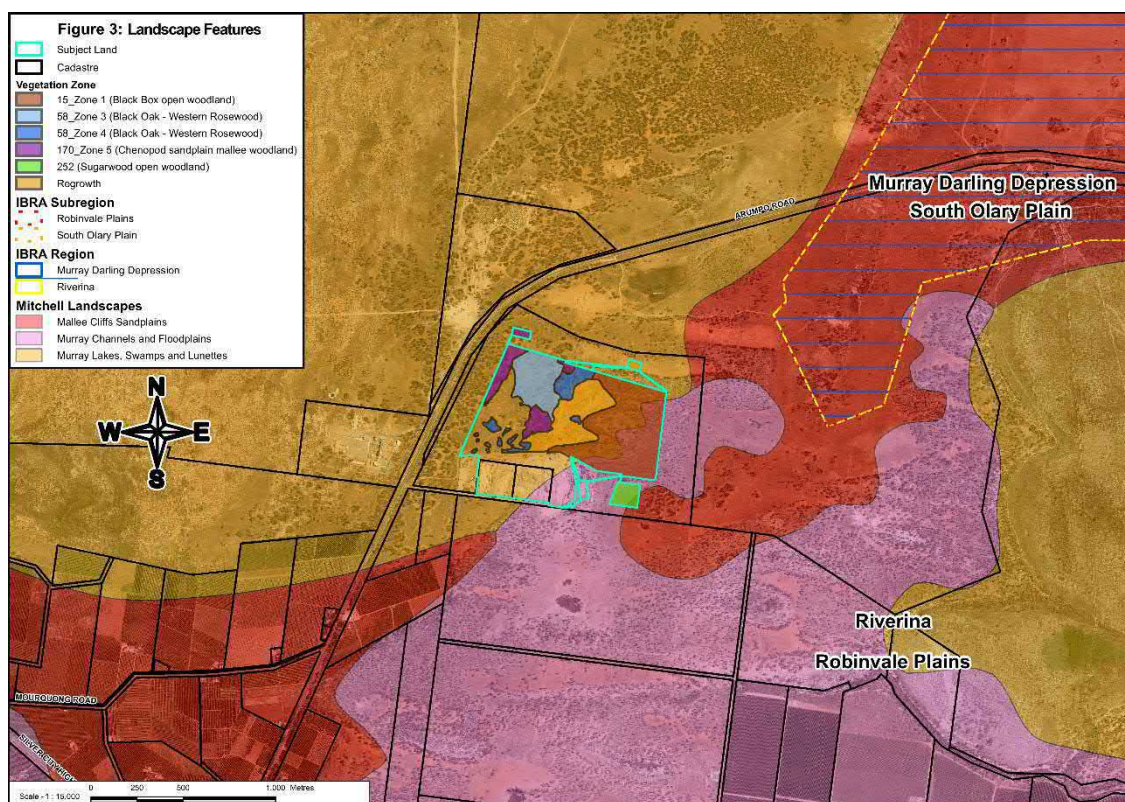 Figure 3: Landscape Features
Subject Land
Cadastre
Vegetation Zone
15_Zone 1 (Black Box open woodland)
58_Zone 3 (Black Oak - Western Rosewood)
58_Zone 4 (Black Oak - Western Rosewood)
170_Zone 5 (Chenopod sandplain mallee woodland)
252 (Sugarwood open woodland)
Rogrowth
IBRA Subregion
Robinvale Plains
South Olary Plain
IBRA Region
Murray Darling Depression
Riverina
Mitchell Landscapes
Mallee Cliffs Sandplains
Murray Channels and Floodplains
Murray Lakes, Swamps and Lunettes
Murray Darling Depression
South Olary Plain
ARUMPO ROAD
N
W E
S
Riverina
Robinvale Plains
MOURQUONG ROAD
Scale - 1 : 15,000
0 250 500 1,000 Metres